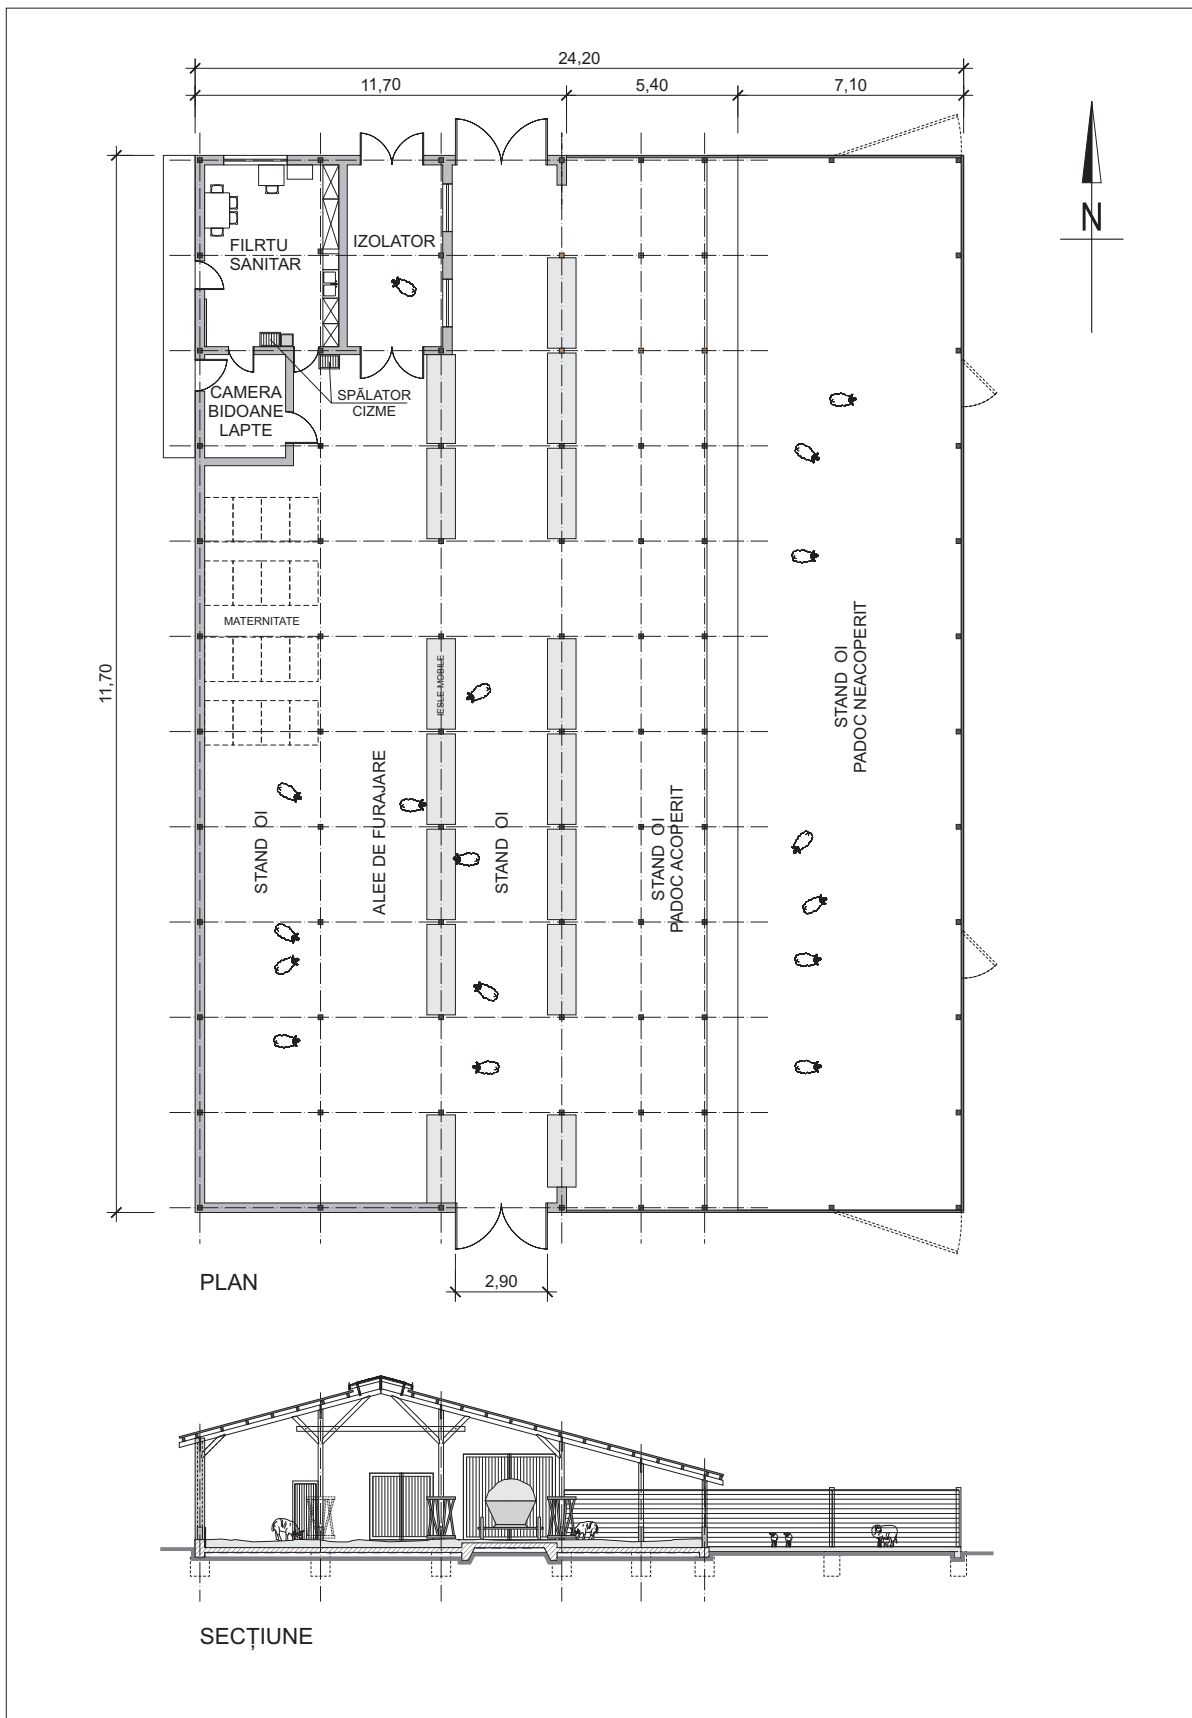 24,20
11,70
5,40
7,10
N
FILRTU
SANITAR
IZOLATOR
CAMERA
BIDOANE
LAPTE
SPĂLATOR
CIZME
MATERNITATE
11,70
IESLE MOBILE
STAND OI
ALEE DE FURAJARE
STAND OI
STAND OI
PADOC ACOPERIT
STAND OI
PADOC NEACOPERIT
PLAN
2,90
SECȚIUNE